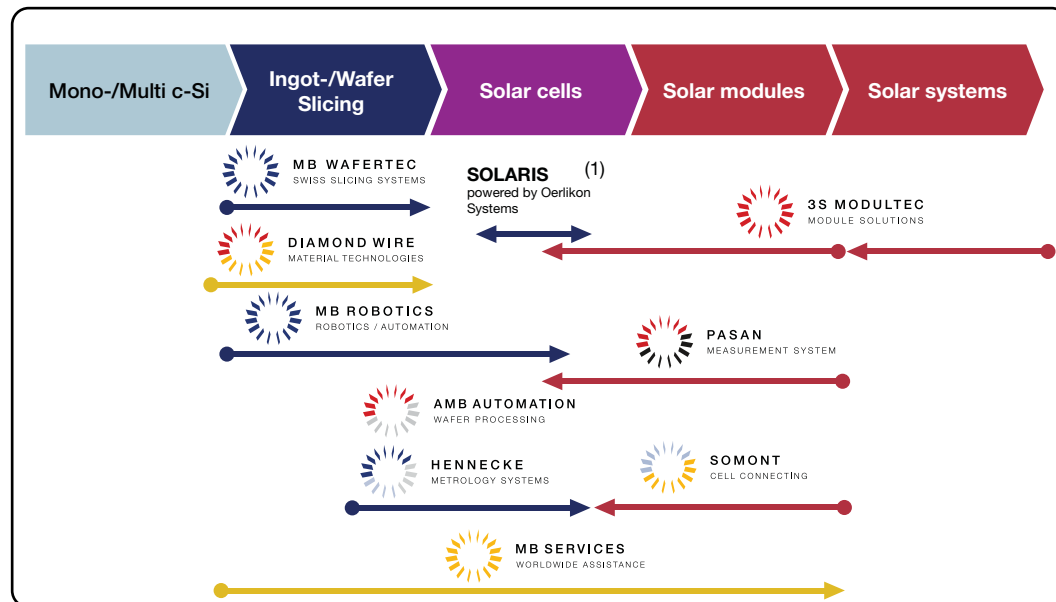 Mono-/Multi c-Si
Ingot-/Wafer
Slicing
Solar cells
Solar modules
Solar systems
MB WAFERTEC
SWISS SLICING SYSTEMS
SOLARIS (1)
powered by Oerlikon
Systems
3S MODULTEC
MODULE SOLUTIONS
DIAMOND WIRE
MATERIAL TECHNOLOGIES
MB ROBOTICS
ROBOTICS / AUTOMATION
PASAN
MEASUREMENT SYSTEM
AMB AUTOMATION
WAFER PROCESSING
HENNECKE
METROLOGY SYSTEMS
SOMONT
CELL CONNECTING
MB SERVICES
WORLDWIDE ASSISTANCE